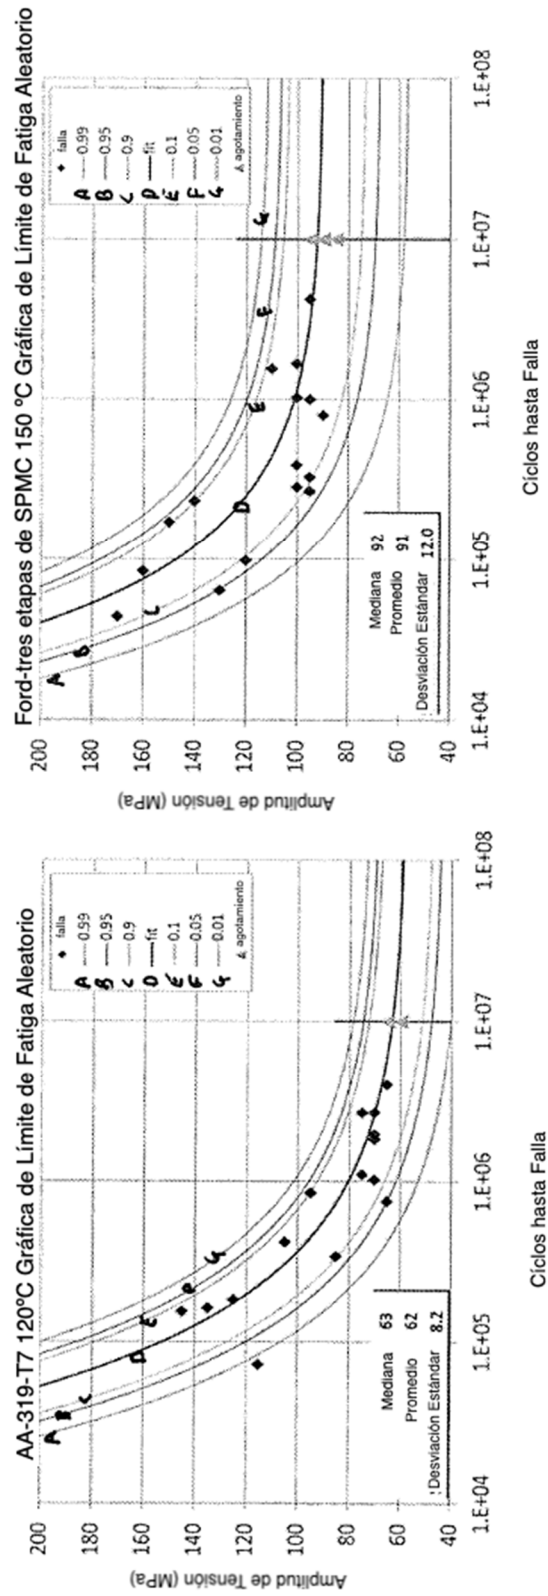 AA-319-T7 120ºC Gráfica de Límite de Fatiga Aleatorio
Amplitud de Tensión (MPa)
200
180
160
140
120
100
80
60
40
1.E+04
1.E+05
1.E+06
1.E+07
1.E+08
Ciclos hasta Falla
falla
A 0.99
B 0.95
C 0.9
D fit
E 0.1
F 0.05
G 0.01
agotamiento
A
B
C
D
E
F
G
Mediana 63
Promedio 62
Desviación Estándar 8.2
Ford-tres etapas de SPMC 150 ºC Gráfica de Límite de Fatiga Aleatorio
Amplitud de Tensión (MPa)
200
180
160
140
120
100
80
60
40
1.E+04
1.E+05
1.E+06
1.E+07
1.E+08
Ciclos hasta Falla
falla
A 0.99
B 0.95
C 0.9
D fit
E 0.1
F 0.05
G 0.01
agotamiento
A
B
C
D
E
F
G
Mediana 92
Promedio 91
Desviación Estándar 12.0